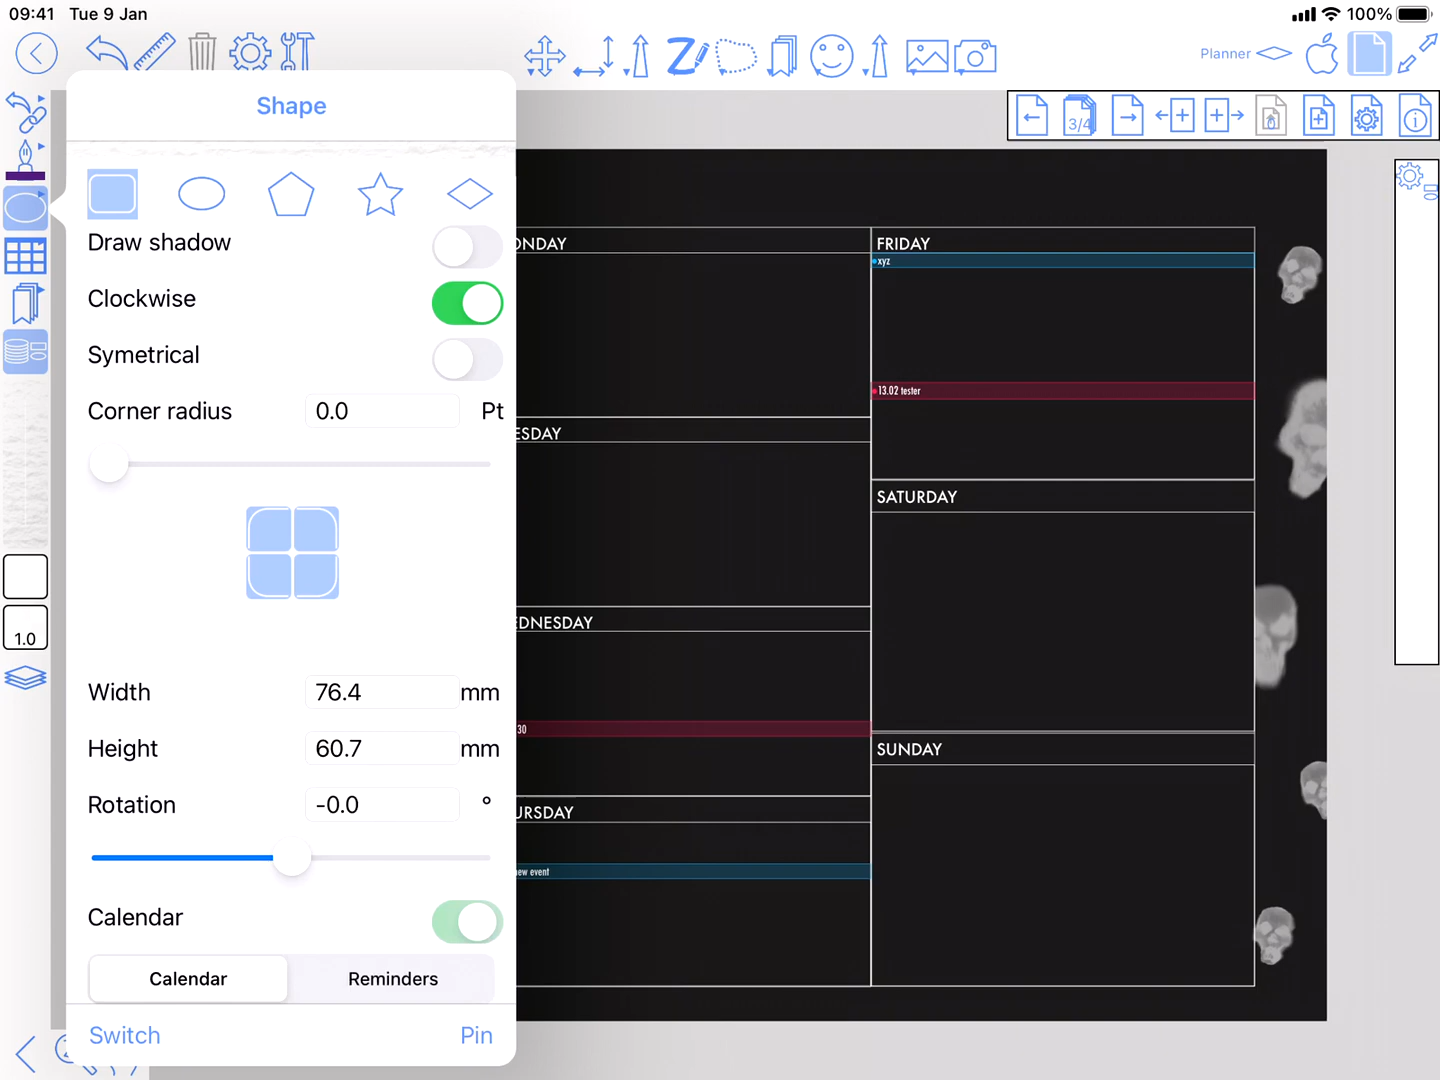 09:41 Tue 9 Jan
100%
Planner
3/4
Shape
Draw shadow
Clockwise
Symetrical
Corner radius 0.0 Pt
Width 76.4 mm
Height 60.7 mm
Rotation -0.0 °
Calendar
Calendar Reminders
Switch Pin
1.0
ONDAY
ESDAY
EDNESDAY
30
URSDAY
ew event
FRIDAY
xyz
13.02 tester
SATURDAY
SUNDAY